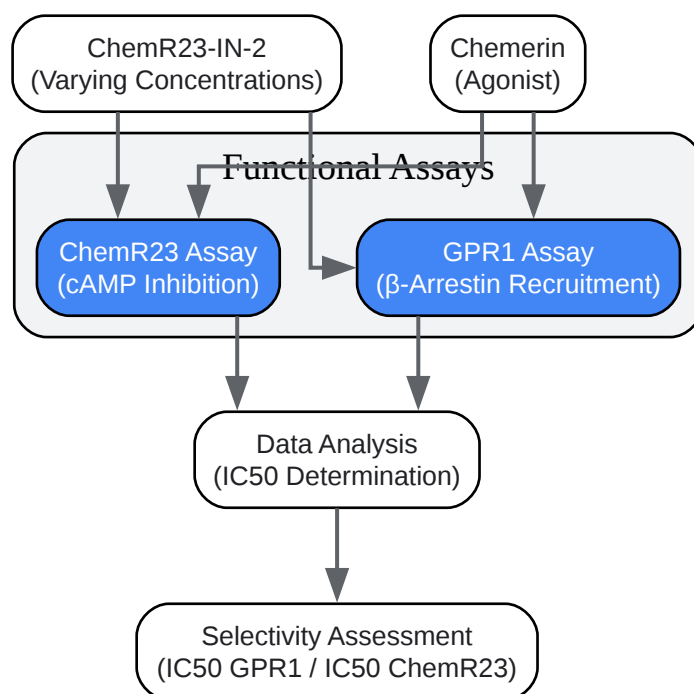 ChemR23-IN-2
(Varying Concentrations)
Chemerin
(Agonist)
Functional Assays
ChemR23 Assay
(cAMP Inhibition)
GPR1 Assay
(β-Arrestin Recruitment)
Data Analysis
(IC50 Determination)
Selectivity Assessment
(IC50 GPR1 / IC50 ChemR23)